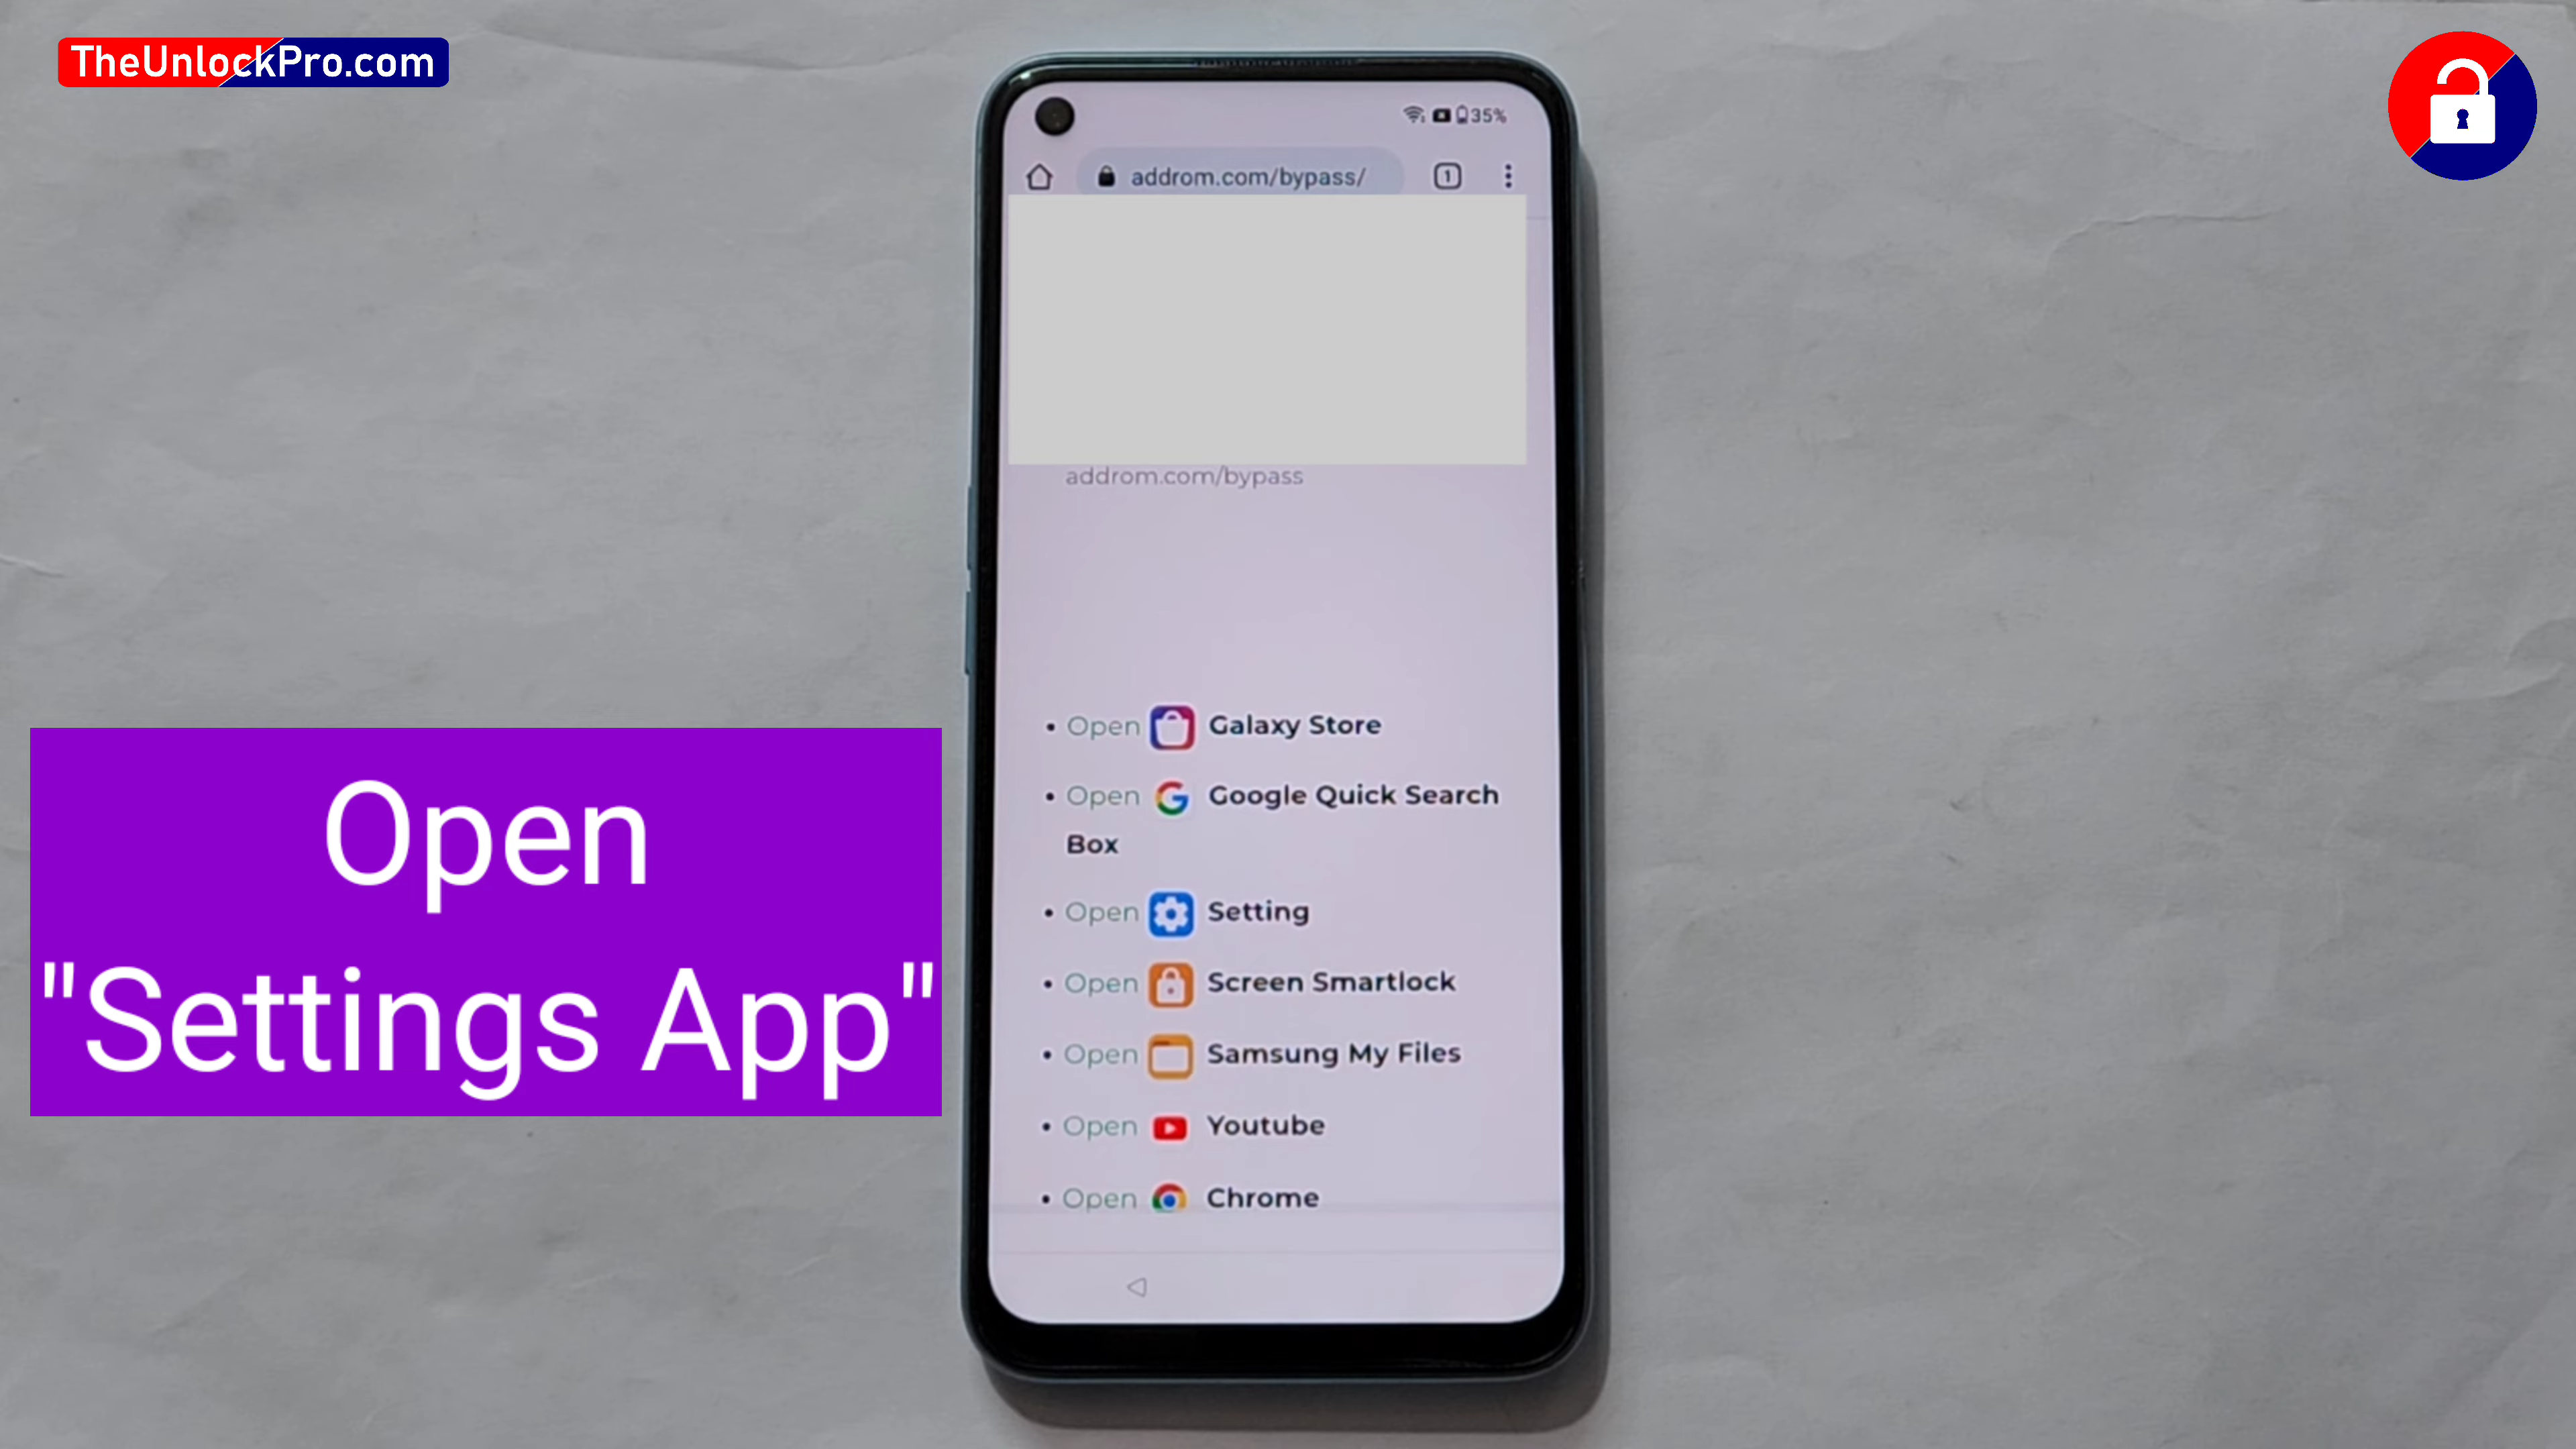 TheUnlockPro.com
35%
addrom.com/bypass/
1
addrom.com/bypass
• Open Galaxy Store
• Open Google Quick Search
Box
• Open Setting
• Open Screen Smartlock
• Open Samsung My Files
• Open Youtube
• Open Chrome
Open
"Settings App"